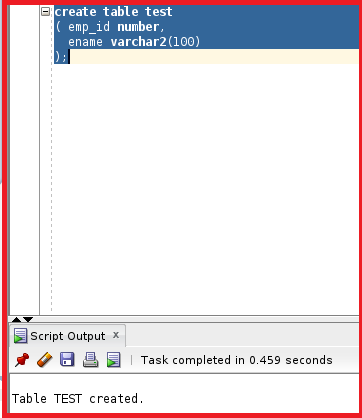 create table test
( emp_id number,
ename varchar2(100)
);
Script Output x
Task completed in 0.459 seconds
Table TEST created.